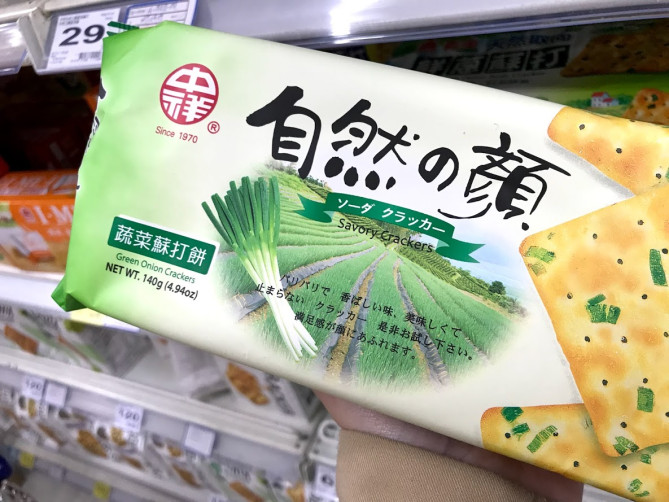 29
中祥
®
Since 1970
自然の顔
ソーダ クラッカー
Savory Crackers
蔬菜蘇打餅
Green Onion Crackers
NET WT. 140g (4.94oz)
パリパリで 香ばしい味、美味しくて
止まらない クラッカー 是非お試し下さい。
満足感が顔にあふれます
蘇打
I-M